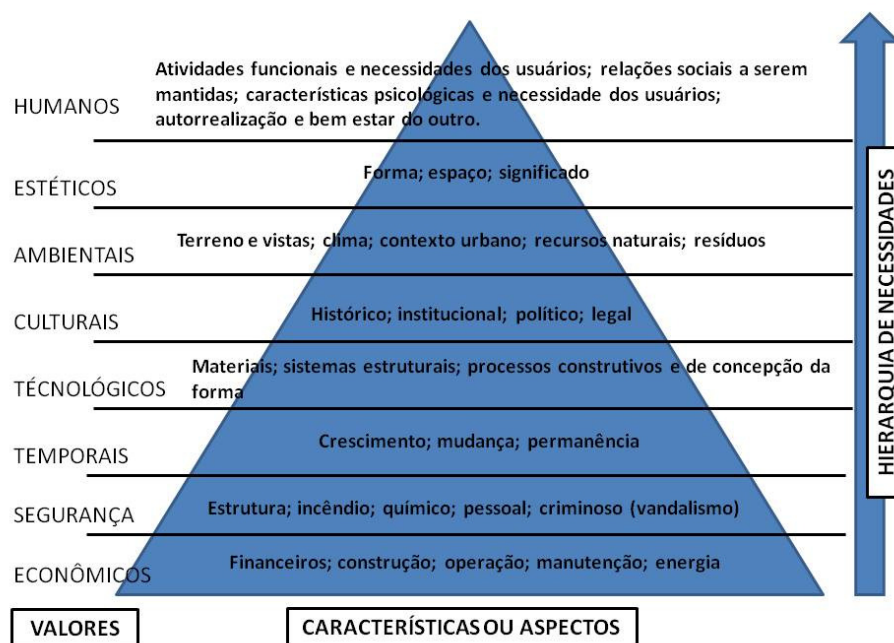 Atividades funcionais e necessidades dos usuários; relações sociais a serem
mantidas; características psicológicas e necessidade dos usuários;
autorrealização e bem estar do outro.
HUMANOS
Forma; espaço; significado
ESTÉTICOS
Terreno e vistas; clima; contexto urbano; recursos naturais; resíduos
AMBIENTAIS
Histórico; institucional; político; legal
CULTURAIS
Materiais; sistemas estruturais; processos construtivos e de concepção da
forma
TÉCNOLÓGICOS
Crescimento; mudança; permanência
TEMPORAIS
Estrutura; incêndio; químico; pessoal; criminoso (vandalismo)
SEGURANÇA
Financeiros; construção; operação; manutenção; energia
ECONÔMICOS
VALORES
CARACTERÍSTICAS OU ASPECTOS
HIERARQUIA DE NECESSIDADES